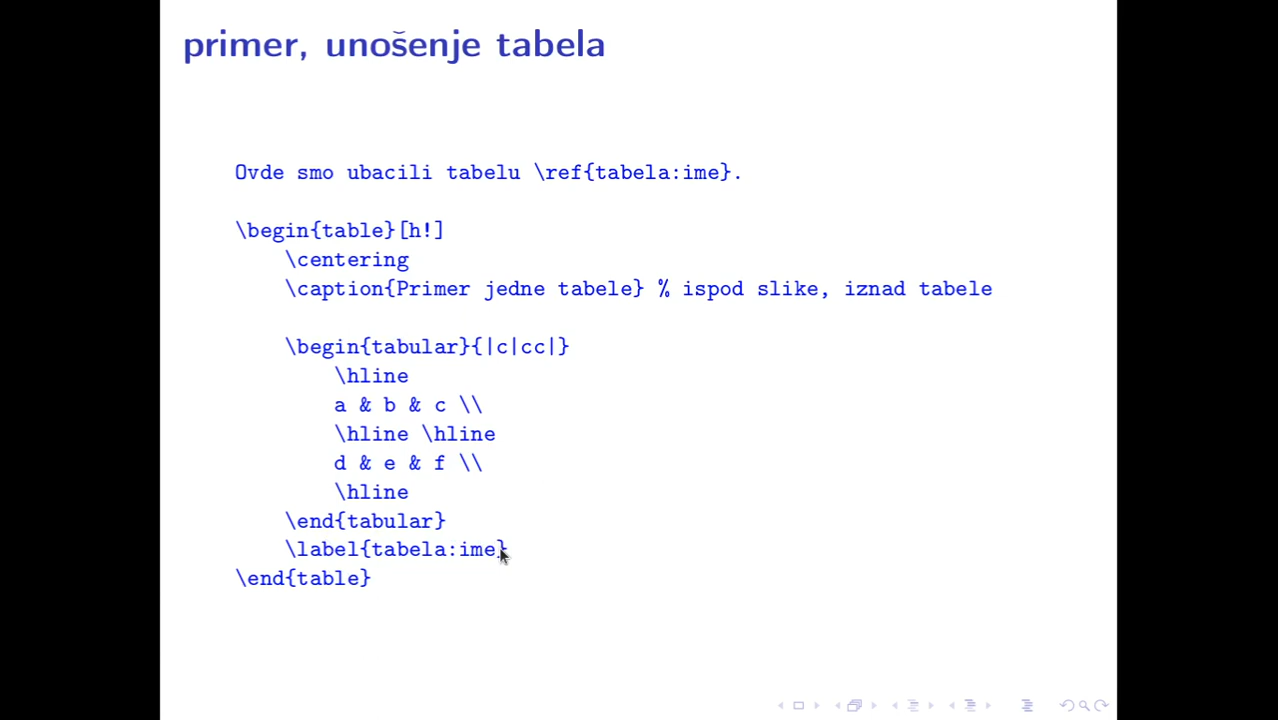 primer, unošenje tabela
Ovde smo ubacili tabelu \ref{tabela:ime}.
\begin{table}[h!]
\centering
\caption{Primer jedne tabele} % ispod slike, iznad tabele
\begin{tabular}{|c|cc|}
\hline
a & b & c \\
\hline \hline
d & e & f \\
\hline
\end{tabular}
\label{tabela:ime}
\end{table}